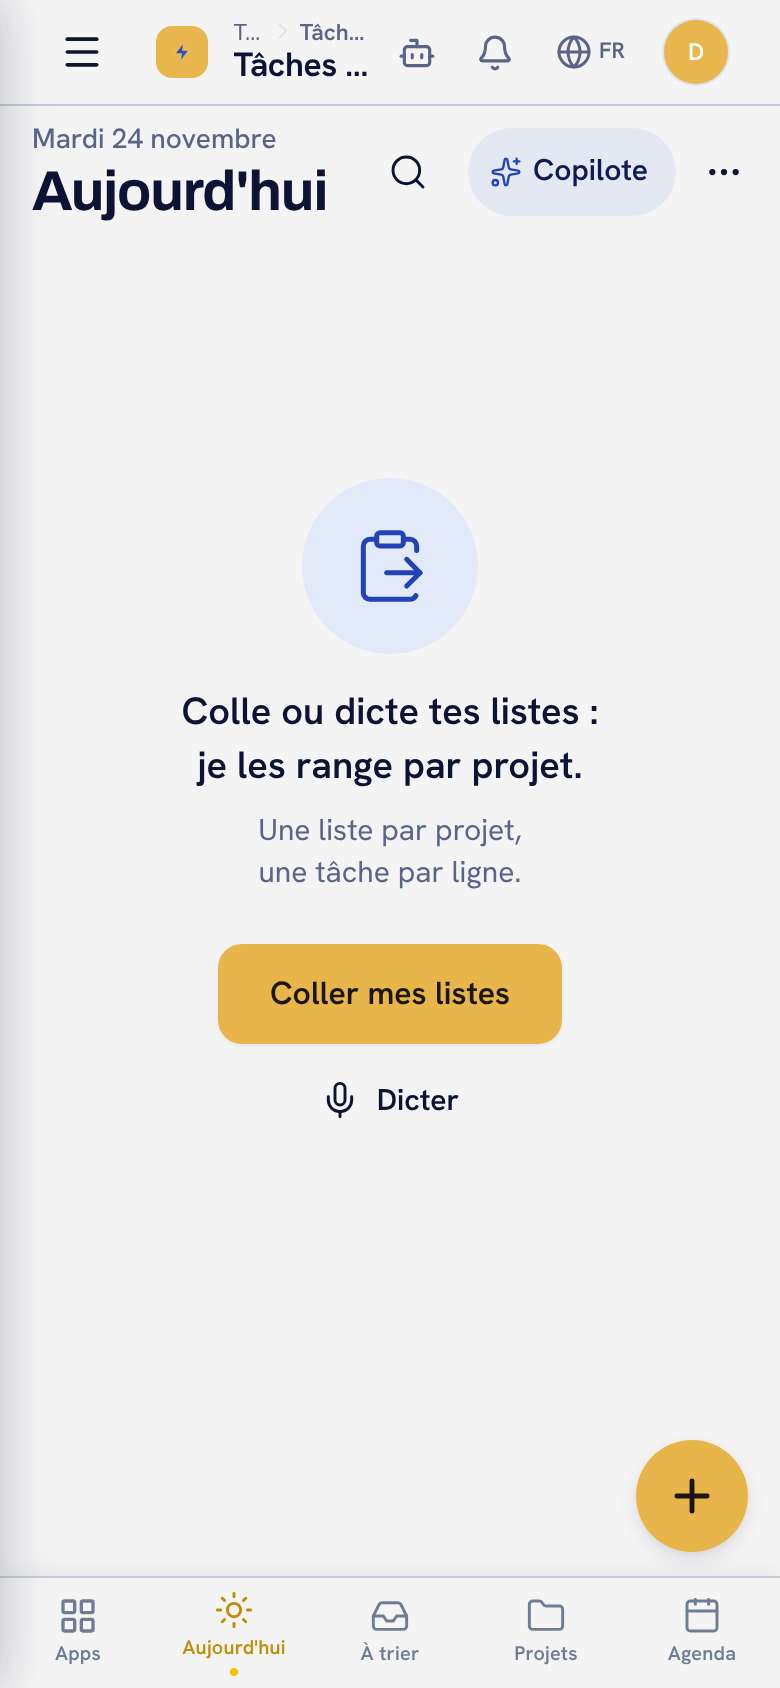 T... > Tâch...
Tâches ...
FR
D
Mardi 24 novembre
Aujourd'hui
Copilote
Colle ou dicte tes listes :
je les range par projet.
Une liste par projet,
une tâche par ligne.
Coller mes listes
Dicter
Apps
Aujourd'hui
À trier
Projets
Agenda